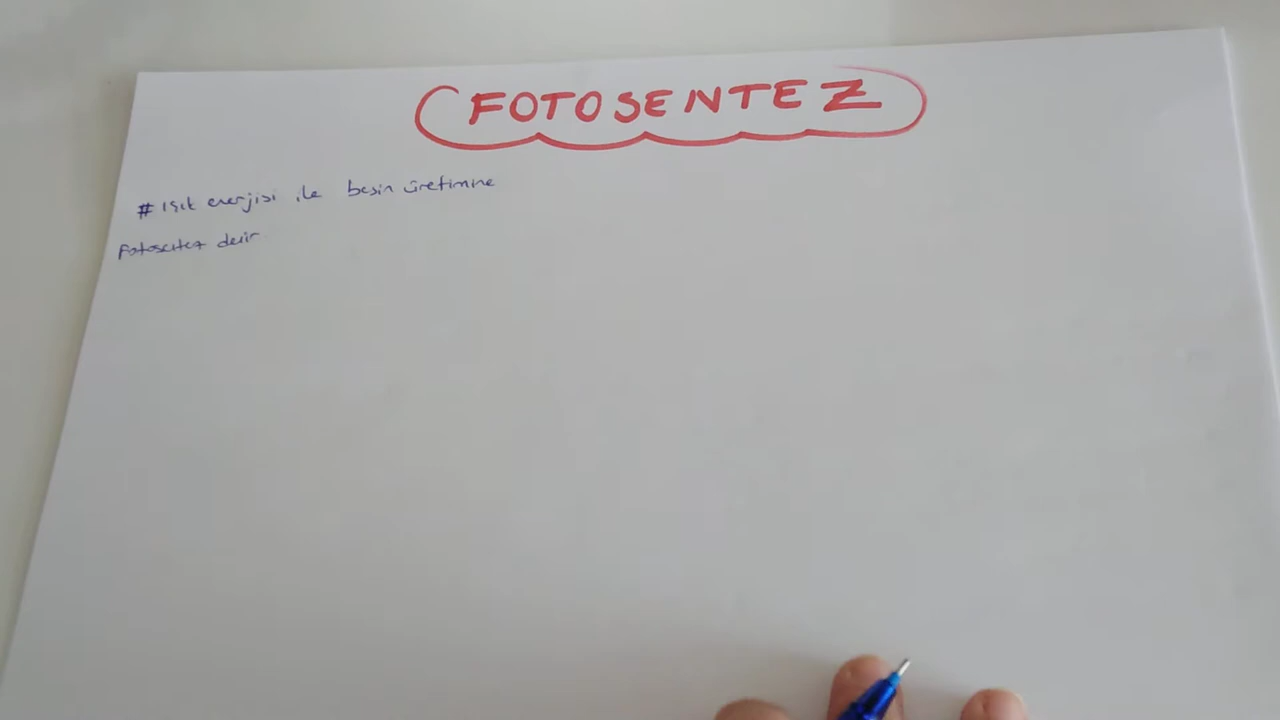 FOTOSENTEZ
# Işık enerjisi ile besin üretimine
Fotosentez denir